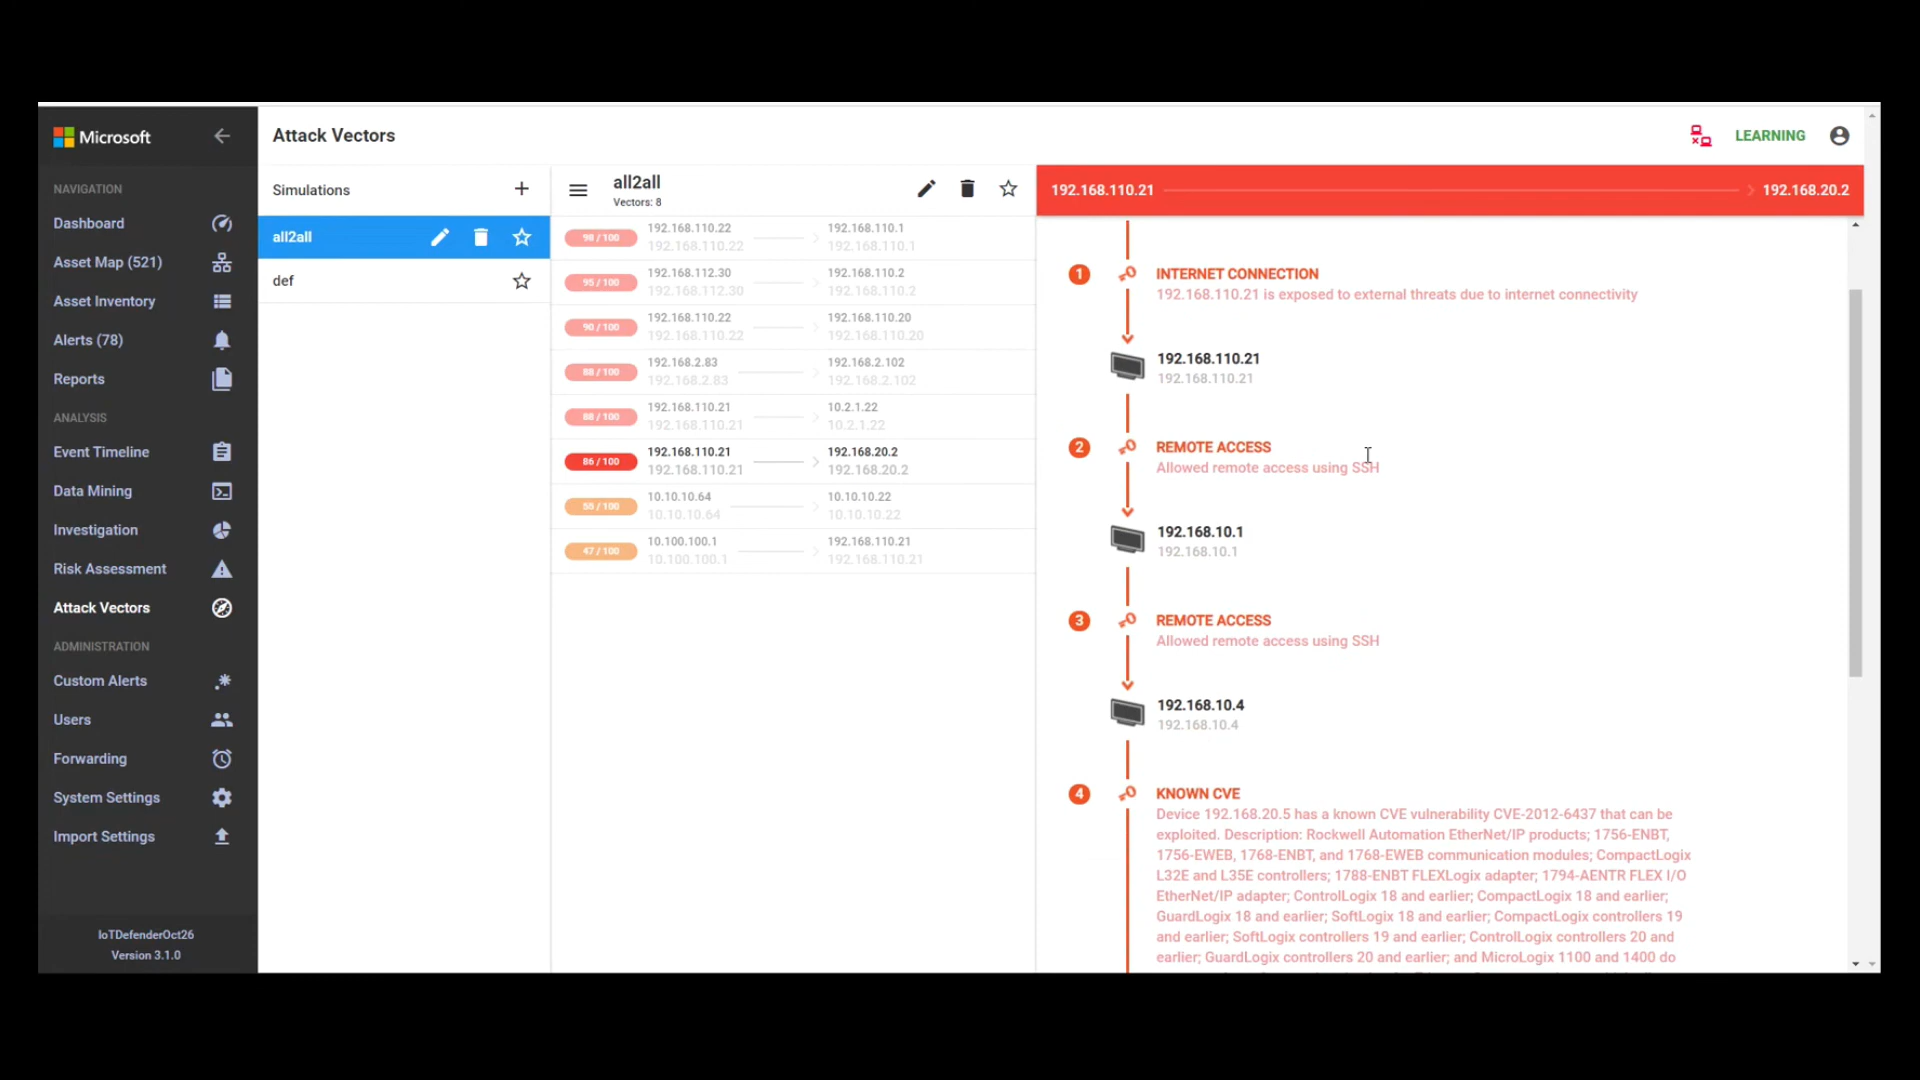 Microsoft
Attack Vectors
LEARNING
NAVIGATION
Dashboard
Asset Map (521)
Asset Inventory
Alerts (78)
Reports
ANALYSIS
Event Timeline
Data Mining
Investigation
Risk Assessment
Attack Vectors
ADMINISTRATION
Custom Alerts
Users
Forwarding
System Settings
Import Settings
IoTDefenderOct26
Version 3.1.0
Simulations
all2all
def
all2all
Vectors: 8
98 / 100 192.168.110.22 192.168.110.1
192.168.110.22 192.168.110.1
95 / 100 192.168.112.30 192.168.110.2
192.168.112.30 192.168.110.2
90 / 100 192.168.110.22 192.168.110.20
192.168.110.22 192.168.110.20
88 / 100 192.168.2.83 192.168.2.102
192.168.2.83 192.168.2.102
88 / 100 192.168.110.21 10.2.1.22
192.168.110.21 10.2.1.22
86 / 100 192.168.110.21 192.168.20.2
192.168.110.21 192.168.20.2
55 / 100 10.10.10.64 10.10.10.22
10.10.10.64 10.10.10.22
47 / 100 10.100.100.1 192.168.110.21
10.100.100.1 192.168.110.21
192.168.110.21 192.168.20.2
1 INTERNET CONNECTION
192.168.110.21 is exposed to external threats due to internet connectivity
192.168.110.21
192.168.110.21
2 REMOTE ACCESS
Allowed remote access using SSH
192.168.10.1
192.168.10.1
3 REMOTE ACCESS
Allowed remote access using SSH
192.168.10.4
192.168.10.4
4 KNOWN CVE
Device 192.168.20.5 has a known CVE vulnerability CVE-2012-6437 that can be
exploited. Description: Rockwell Automation EtherNet/IP products; 1756-ENBT,
1756-EWEB, 1768-ENBT, and 1768-EWEB communication modules; CompactLogix
L32E and L35E controllers; 1788-ENBT FLEXLogix adapter; 1794-AENTR FLEX I/O
EtherNet/IP adapter; ControlLogix 18 and earlier; CompactLogix 18 and earlier;
GuardLogix 18 and earlier; SoftLogix 18 and earlier; CompactLogix controllers 19
and earlier; SoftLogix controllers 19 and earlier; ControlLogix controllers 20 and
earlier; GuardLogix controllers 20 and earlier; and MicroLogix 1100 and 1400 do